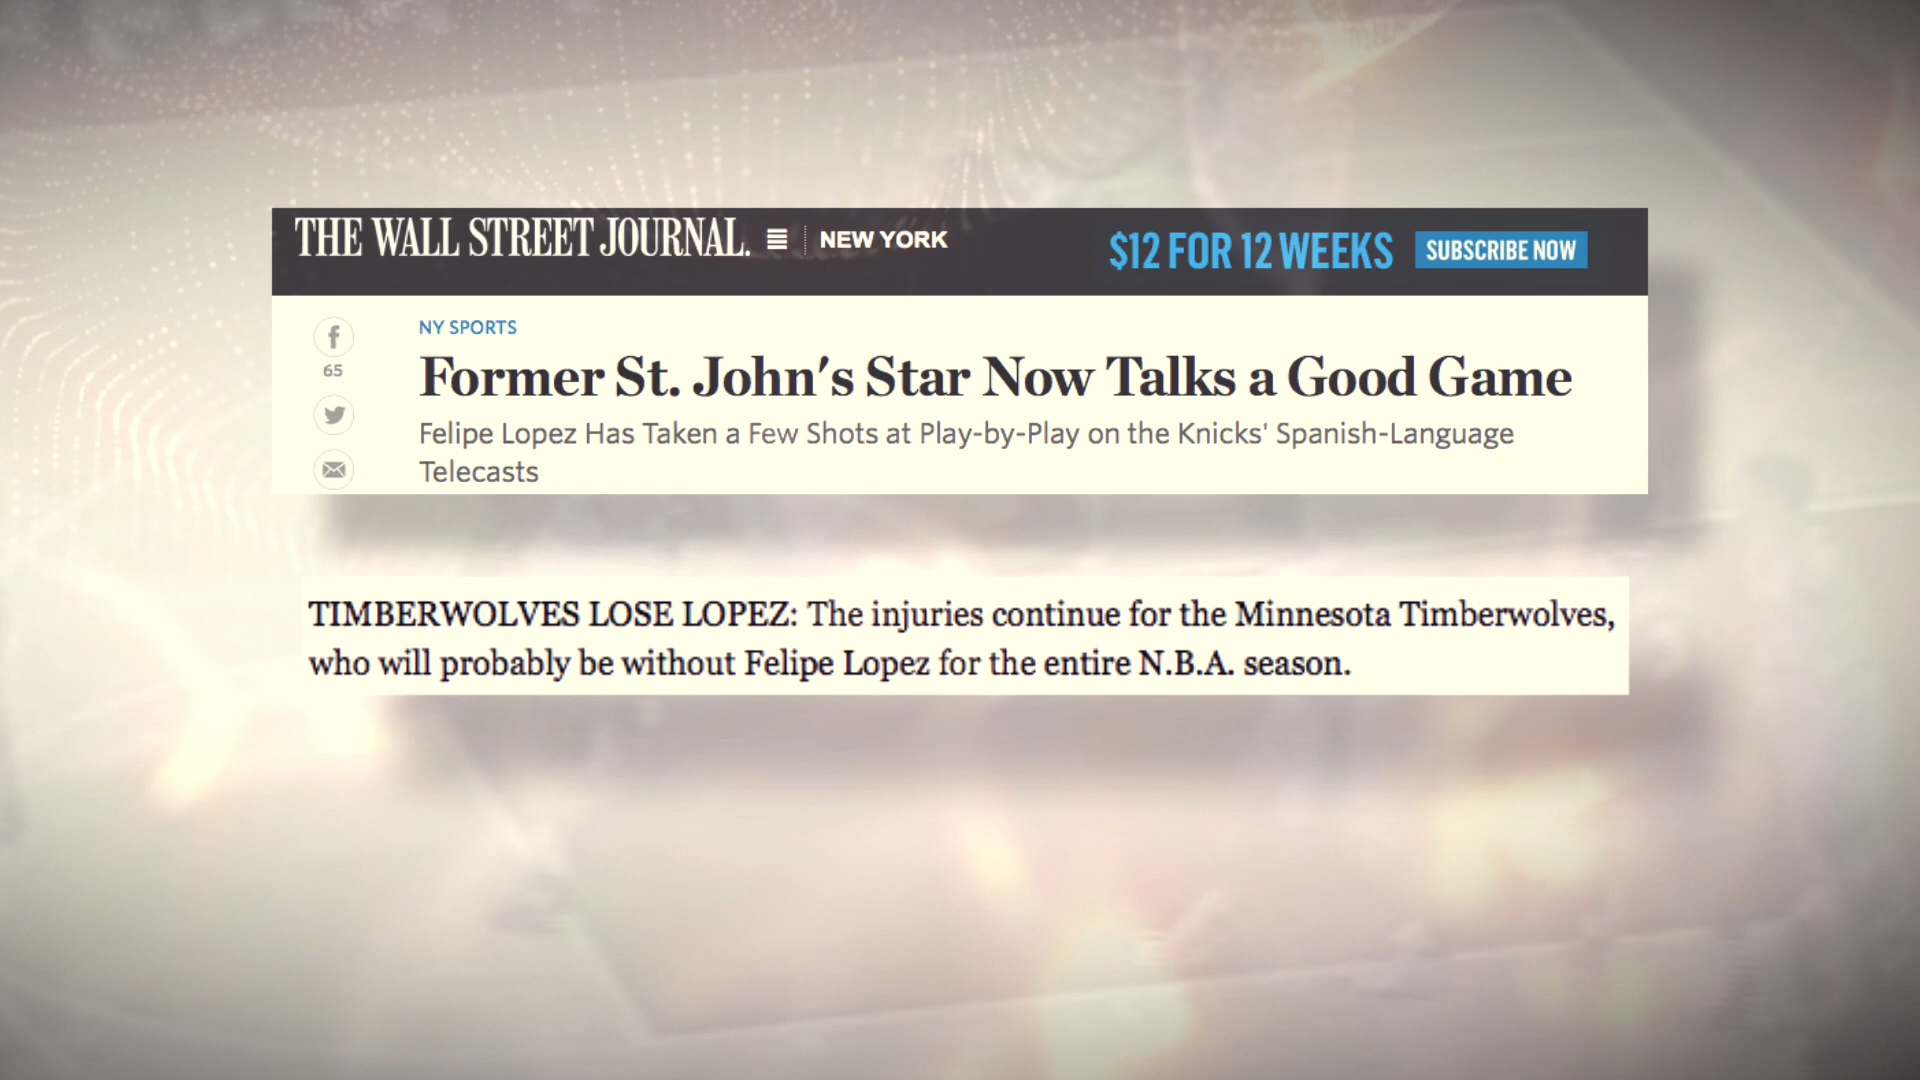 THE WALL STREET JOURNAL. NEW YORK $12 FOR 12 WEEKS SUBSCRIBE NOW
NY SPORTS
65
Former St. John's Star Now Talks a Good Game
Felipe Lopez Has Taken a Few Shots at Play-by-Play on the Knicks' Spanish-Language
Telecasts
TIMBERWOLVES LOSE LOPEZ: The injuries continue for the Minnesota Timberwolves,
who will probably be without Felipe Lopez for the entire N.B.A. season.